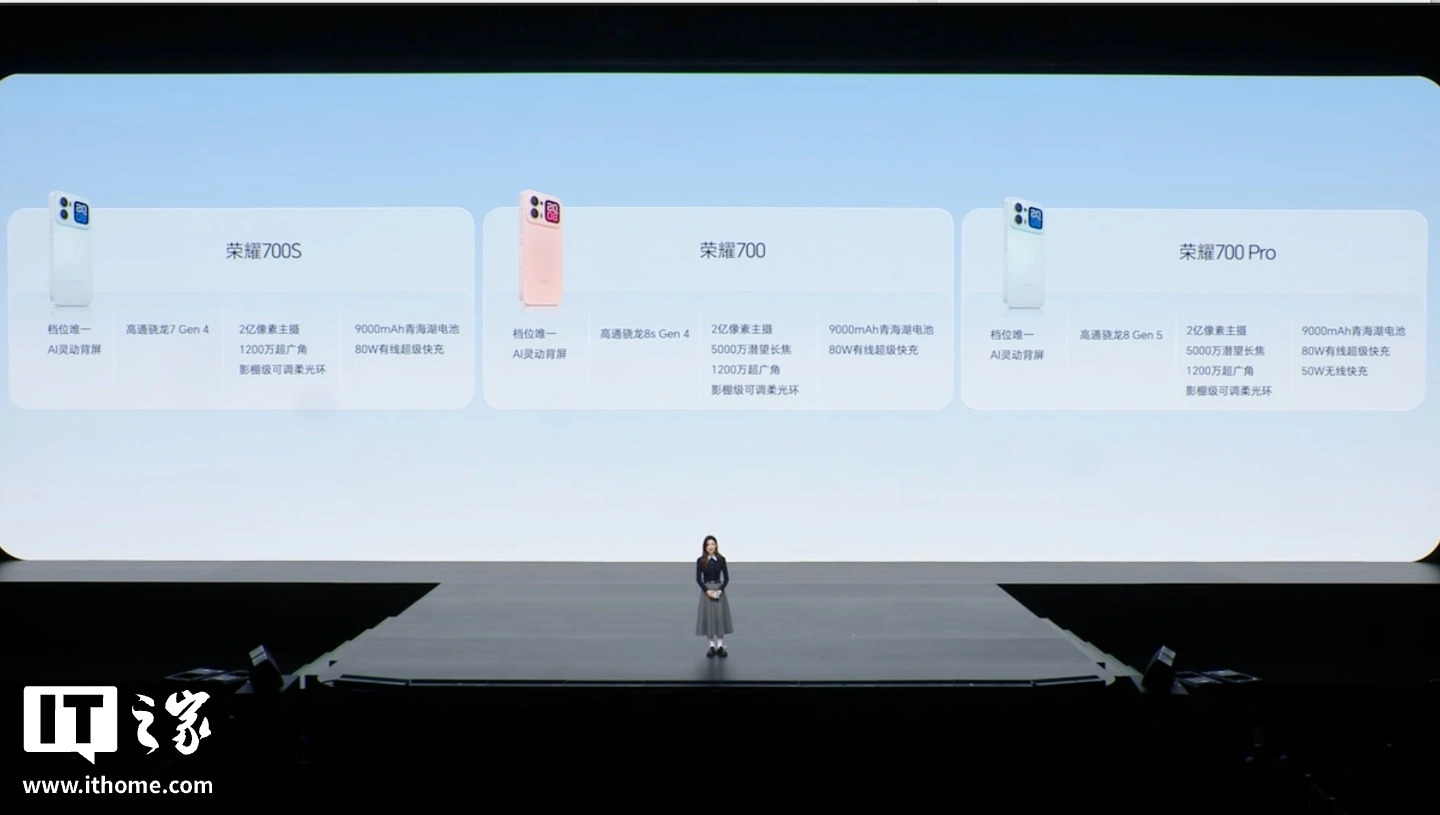 荣耀700S
档位唯一
AI灵动背屏
高通骁龙7 Gen 4
2亿像素主摄
1200万超广角
影棚级可调柔光环
9000mAh青海湖电池
80W有线超级快充
荣耀700
档位唯一
AI灵动背屏
高通骁龙8s Gen 4
2亿像素主摄
5000万潜望长焦
1200万超广角
影棚级可调柔光环
9000mAh青海湖电池
80W有线超级快充
荣耀700 Pro
档位唯一
AI灵动背屏
高通骁龙8 Gen 5
2亿像素主摄
5000万潜望长焦
1200万超广角
影棚级可调柔光环
9000mAh青海湖电池
80W有线超级快充
50W无线快充
IT之家
www.ithome.com